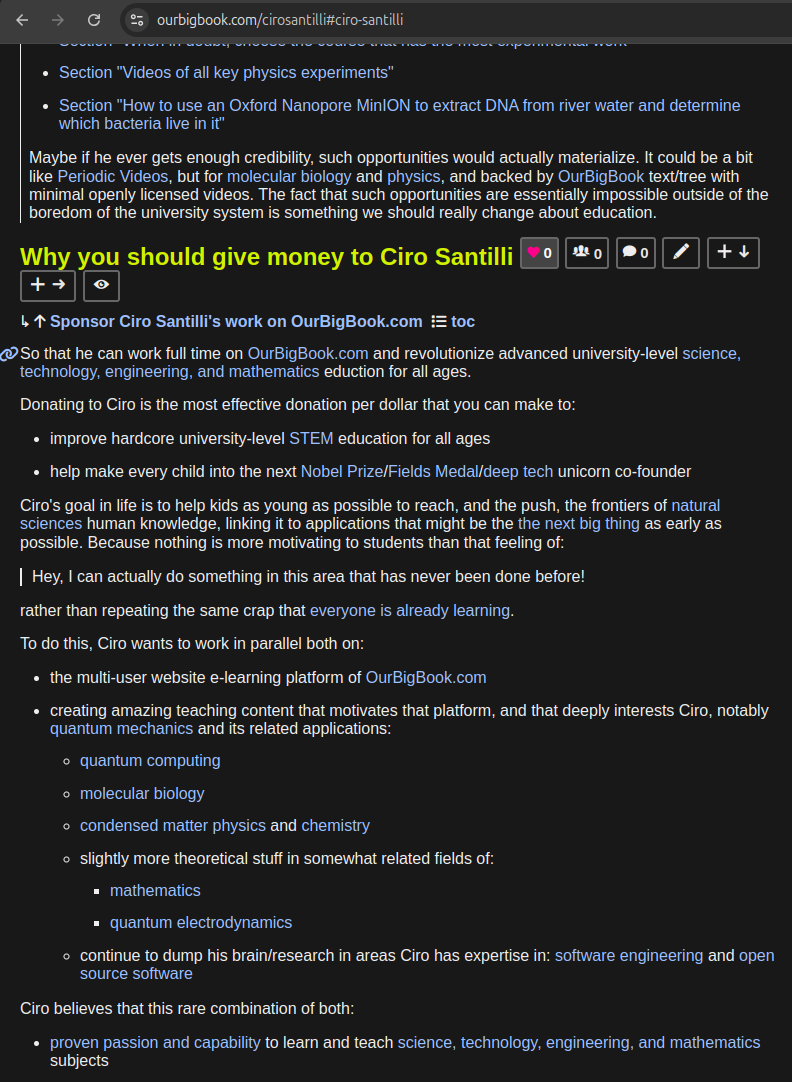 ourbigbook.com/cirosantilli#ciro-santilli
Section "When in doubt, choose the course that has the most experimental work"
Section "Videos of all key physics experiments"
Section "How to use an Oxford Nanopore MinION to extract DNA from river water and determine
which bacteria live in it"
Maybe if he ever gets enough credibility, such opportunities would actually materialize. It could be a bit
like Periodic Videos, but for molecular biology and physics, and backed by OurBigBook text/tree with
minimal openly licensed videos. The fact that such opportunities are essentially impossible outside of the
boredom of the university system is something we should really change about education.
Why you should give money to Ciro Santilli 0 0 0
Sponsor Ciro Santilli's work on OurBigBook.com toc
So that he can work full time on OurBigBook.com and revolutionize advanced university-level science,
technology, engineering, and mathematics eduction for all ages.
Donating to Ciro is the most effective donation per dollar that you can make to:
• improve hardcore university-level STEM education for all ages
• help make every child into the next Nobel Prize/Fields Medal/deep tech unicorn co-founder
Ciro's goal in life is to help kids as young as possible to reach, and the push, the frontiers of natural
sciences human knowledge, linking it to applications that might be the the next big thing as early as
possible. Because nothing is more motivating to students than that feeling of:
Hey, I can actually do something in this area that has never been done before!
rather than repeating the same crap that everyone is already learning.
To do this, Ciro wants to work in parallel both on:
• the multi-user website e-learning platform of OurBigBook.com
• creating amazing teaching content that motivates that platform, and that deeply interests Ciro, notably
quantum mechanics and its related applications:
quantum computing
molecular biology
condensed matter physics and chemistry
slightly more theoretical stuff in somewhat related fields of:
mathematics
quantum electrodynamics
continue to dump his brain/research in areas Ciro has expertise in: software engineering and open
source software
Ciro believes that this rare combination of both:
• proven passion and capability to learn and teach science, technology, engineering, and mathematics
subjects